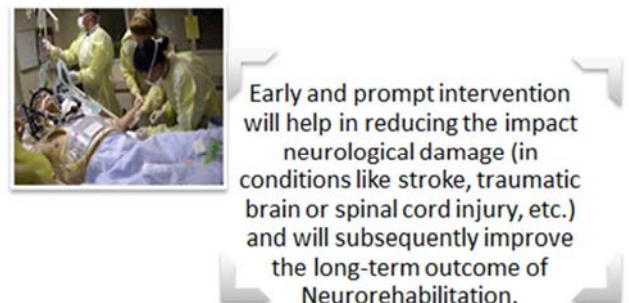 Early and prompt intervention
will help in reducing the impact
neurological damage (in
conditions like stroke, traumatic
brain or spinal cord injury, etc.)
and will subsequently improve
the long-term outcome of
Neurorehabilitation.